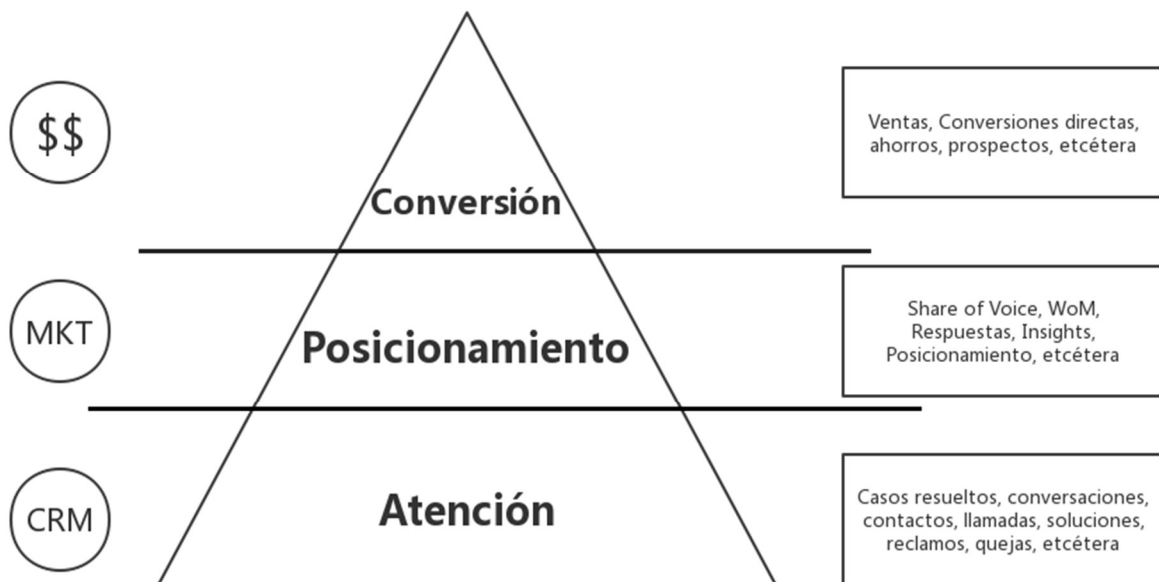 $$
Conversión
Ventas, Conversiones directas,
ahorros, prospectos, etcétera
MKT
Posicionamiento
Share of Voice, WoM,
Respuestas, Insights,
Posicionamiento, etcétera
CRM
Atención
Casos resueltos, conversaciones,
contactos, llamadas, soluciones,
reclamos, quejas, etcétera